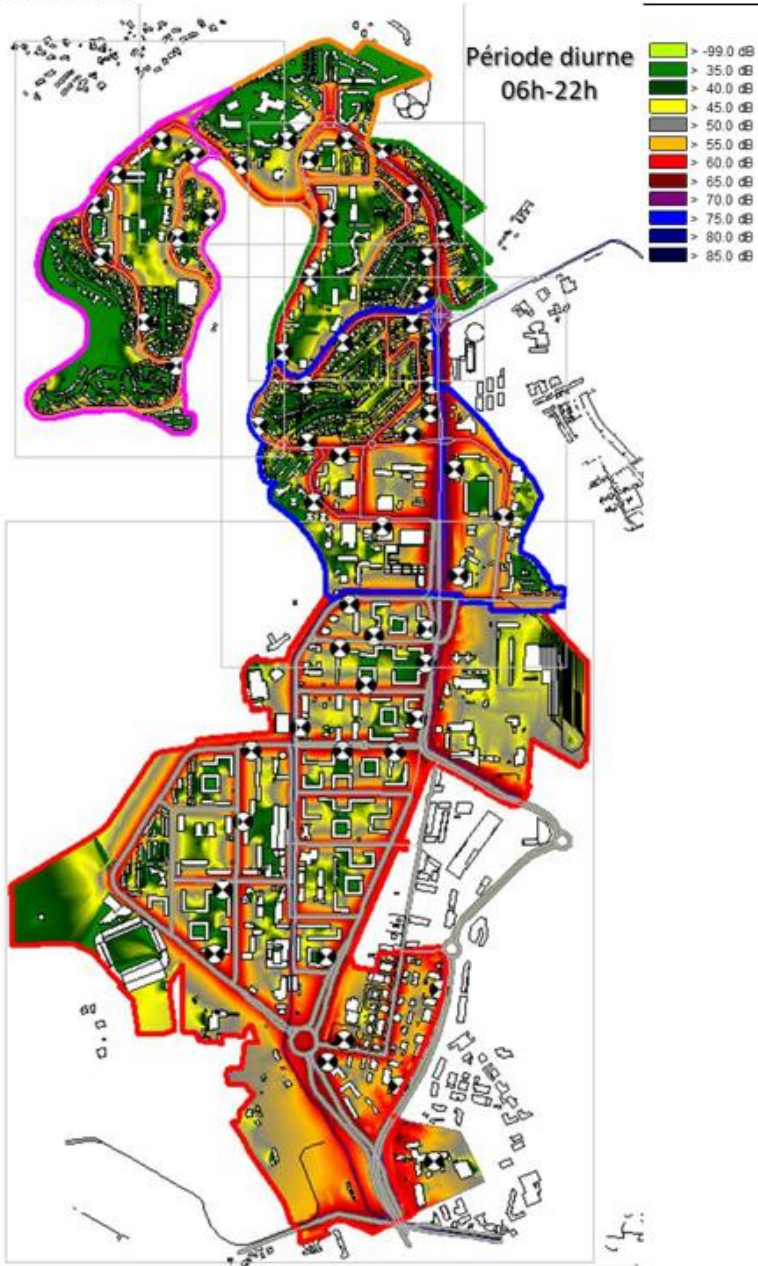 Période diurne
06h-22h
> -99.0 dB
> 35.0 dB
> 40.0 dB
> 45.0 dB
> 50.0 dB
> 55.0 dB
> 60.0 dB
> 65.0 dB
> 70.0 dB
> 75.0 dB
> 80.0 dB
> 85.0 dB